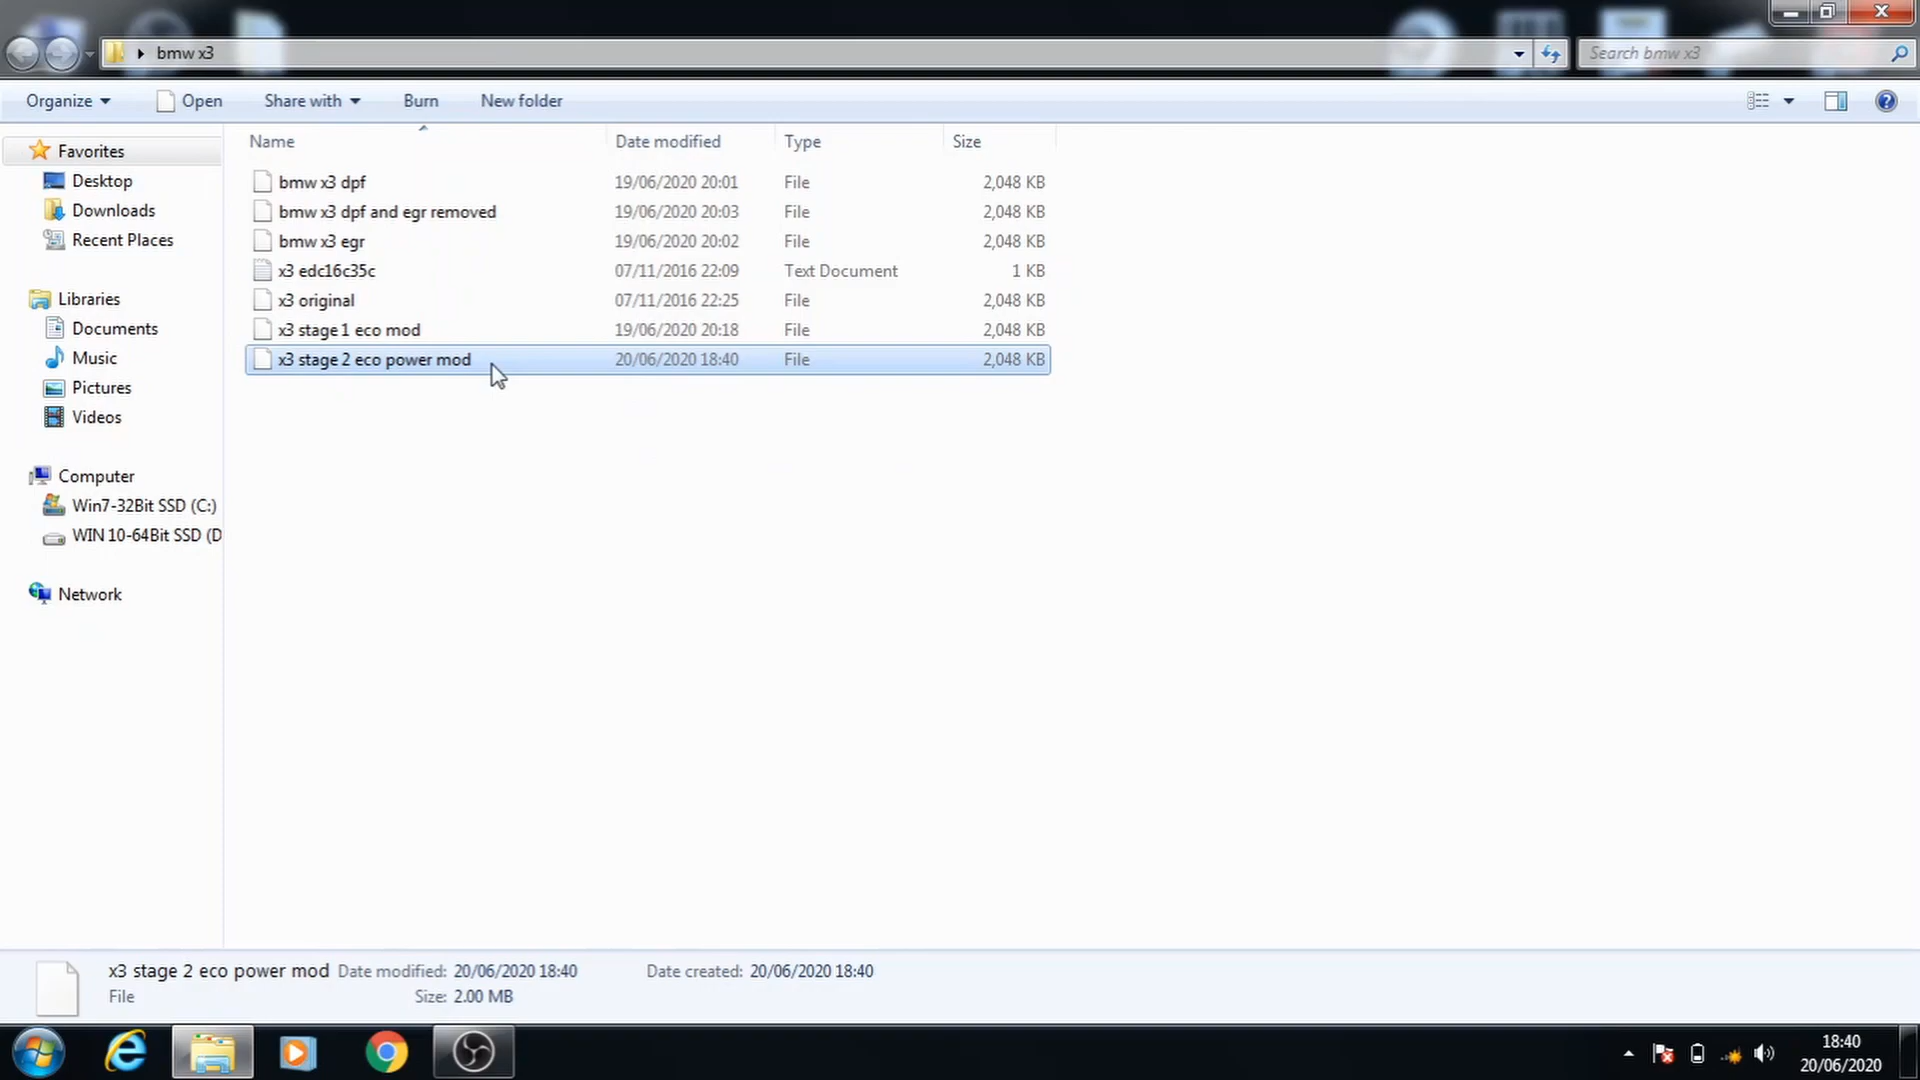 bmw x3
Search bmw x3
Organize
Open
Share with
Burn
New folder
Name Date modified Type Size
Favorites
Desktop
Downloads
Recent Places
Libraries
Documents
Music
Pictures
Videos
Computer
Win7-32Bit SSD (C:)
WIN 10-64Bit SSD (D
Network
bmw x3 dpf 19/06/2020 20:01 File 2,048 KB
bmw x3 dpf and egr removed 19/06/2020 20:03 File 2,048 KB
bmw x3 egr 19/06/2020 20:02 File 2,048 KB
x3 edc16c35c 07/11/2016 22:09 Text Document 1 KB
x3 original 07/11/2016 22:25 File 2,048 KB
x3 stage 1 eco mod 19/06/2020 20:18 File 2,048 KB
x3 stage 2 eco power mod 20/06/2020 18:40 File 2,048 KB
x3 stage 2 eco power mod Date modified: 20/06/2020 18:40 Date created: 20/06/2020 18:40
File Size: 2.00 MB
18:40
20/06/2020